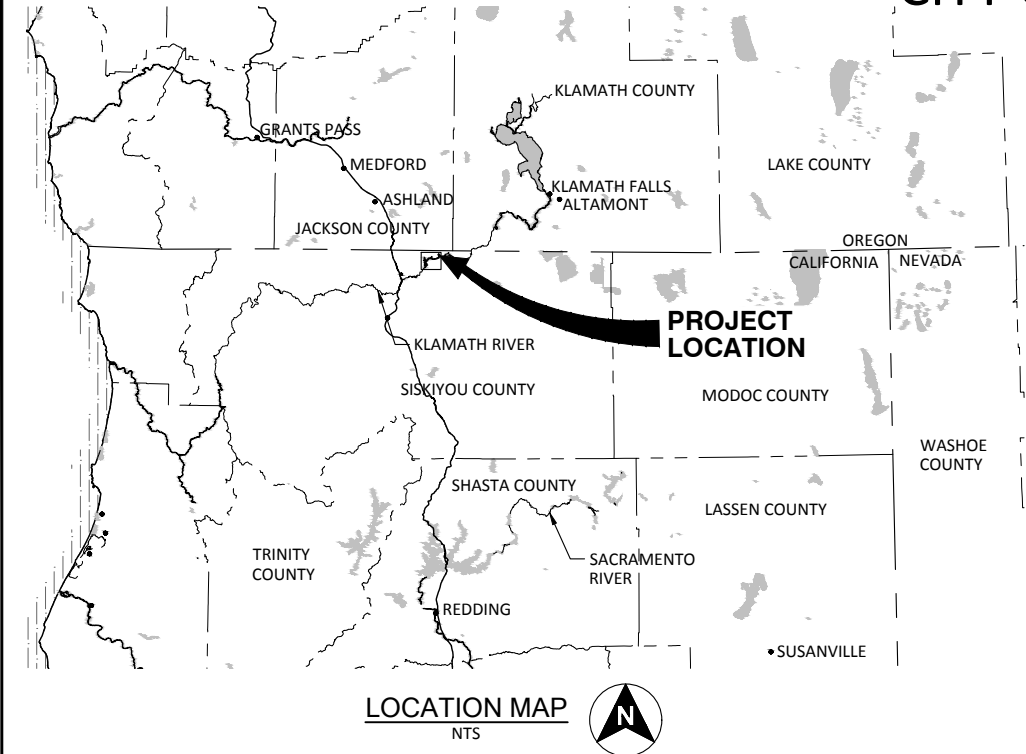 KLAMATH COUNTY
GRANTS PASS
MEDFORD
LAKE COUNTY
KLAMATH FALLS
ALTAMONT
ASHLAND
JACKSON COUNTY
OREGON
CALIFORNIA
NEVADA
PROJECT
LOCATION
KLAMATH RIVER
SISKIYOU COUNTY
MODOC COUNTY
WASHOE
COUNTY
SHASTA COUNTY
LASSEN COUNTY
TRINITY
COUNTY
SACRAMENTO
RIVER
REDDING
SUSANVILLE
LOCATION MAP
NTS
N